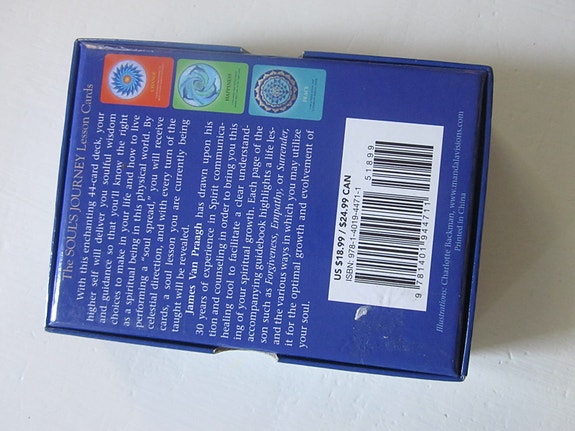 The SOUL'S JOURNEY Lesson Cards
With this enchanting 44-card deck, your
higher self will deliver you soulful wisdom
and guidance so that you'll know the right
choices to make in your life and how to live
as a spiritual being in this physical world. By
performing a "soul spread," you will receive
celestial direction, and with every turn of the
cards, a soul lesson you are currently being
taught will be revealed.
James Van Praagh has drawn upon his
30 years of experience in Spirit communica-
tion and counseling in order to bring you this
healing tool to facilitate a clear understand-
ing of your spiritual growth. Each page of the
accompanying guidebook highlights a life les-
son such as Forgiveness, Empathy, or Surrender,
and the various ways in which you may utilize
it for the optimal growth and evolvement of
your soul.
US $18.99 / $24.99 CAN
ISBN: 978-1-4019-4471-1
51899
9 781401 944711
Illustrations: Charlotte Backman, www.mandalavisions.com
Printed in China